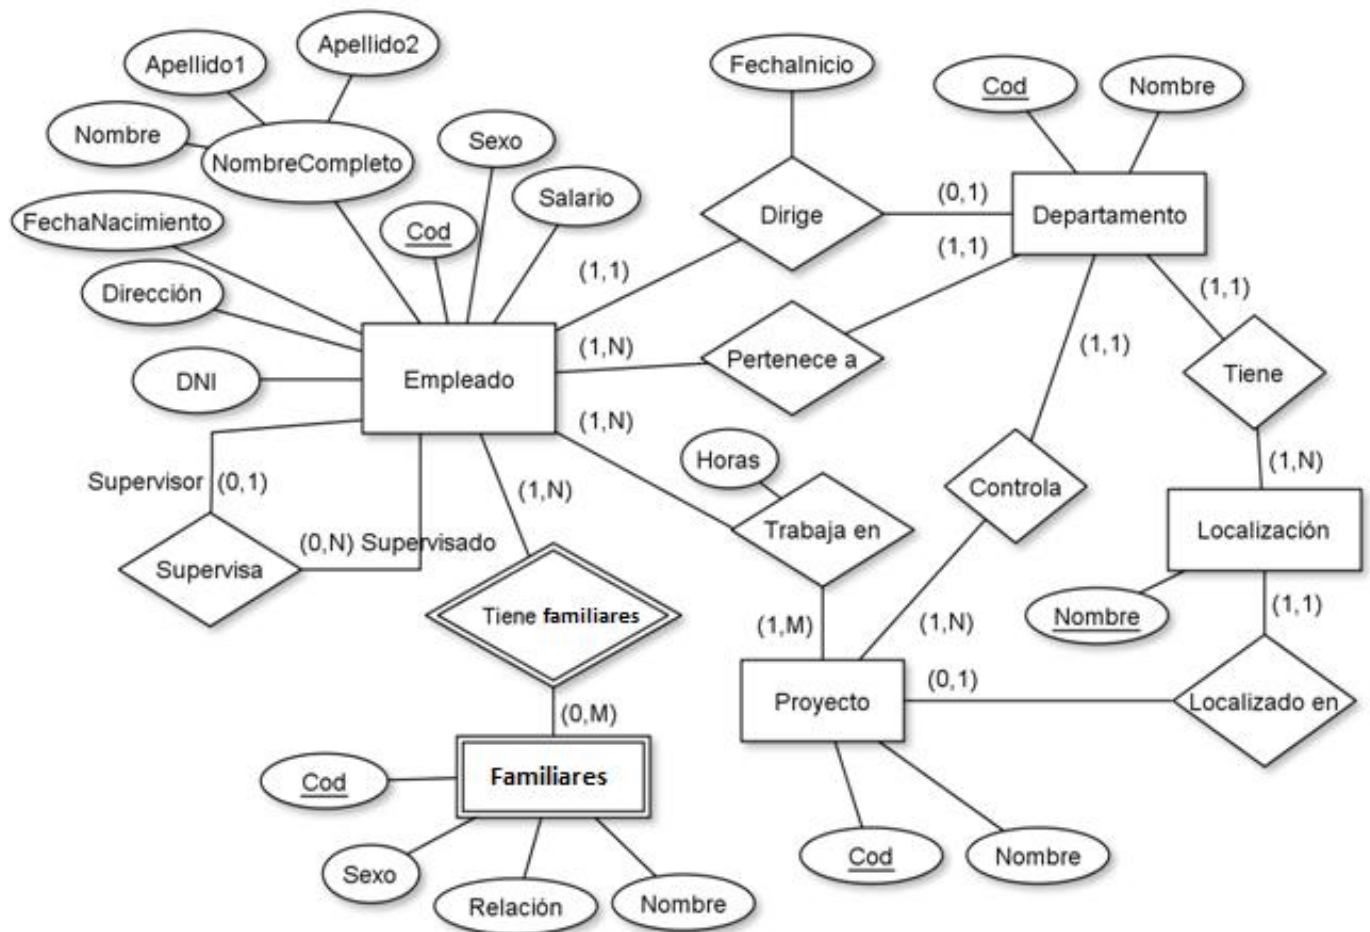 Apellido1
Apellido2
FechaInicio
Cod
Nombre
Nombre
NombreCompleto
Sexo
FechaNacimiento
Cod
Salario
Dirige
(0,1)
Departamento
(1,1)
Dirección
(1,1)
(1,1)
(1,1)
(1,N)
Pertenece a
DNI
Empleado
Tiene
(1,N)
Horas
(1,N)
Supervisor (0,1)
(1,N)
Controla
Trabaja en
Localización
(0,N) Supervisado
Supervisa
Nombre
(1,1)
Tiene familiares
(1,M)
(1,N)
(0,1)
Proyecto
Localizado en
(0,M)
Cod
Familiares
Cod
Nombre
Sexo
Relación
Nombre